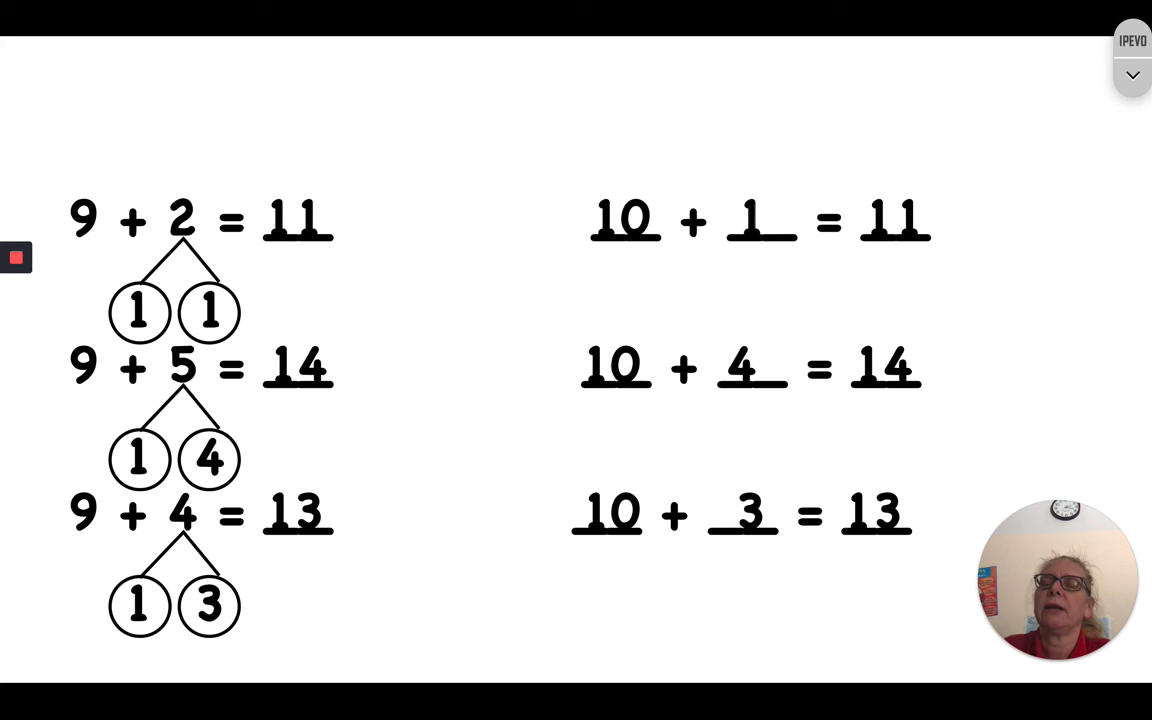 IPEVO
9 + 2 = 11
10 + 1 = 11
1 1
9 + 5 = 14
10 + 4 = 14
1 4
9 + 4 = 13
10 + 3 = 13
1 3